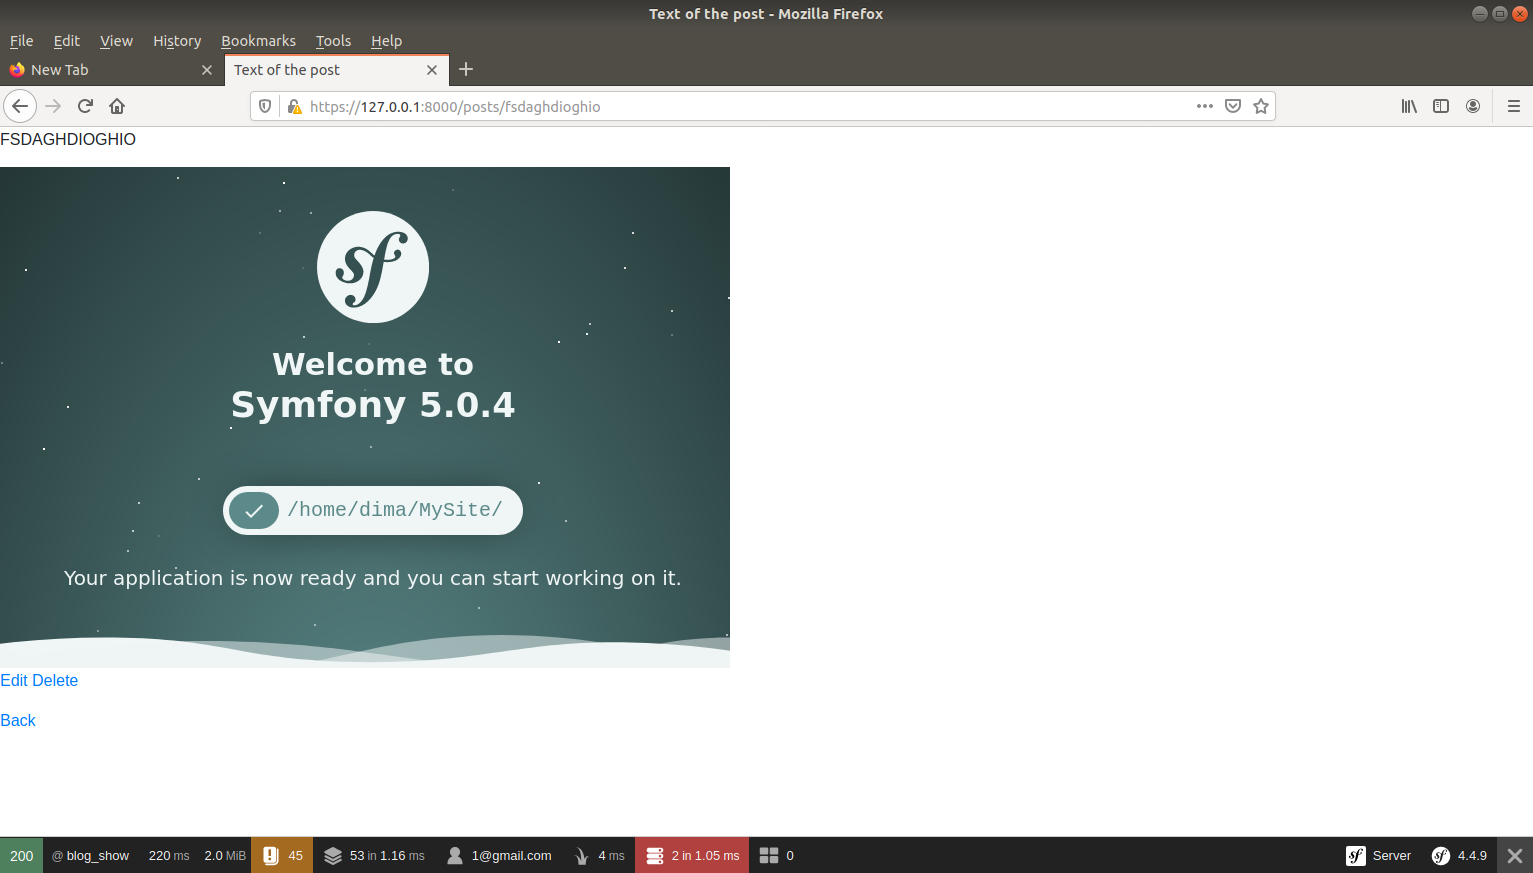 Text of the post - Mozilla Firefox
File Edit View History Bookmarks Tools Help
New Tab
Text of the post
https://127.0.0.1:8000/posts/fsdaghdioghio
FSDAGHDIOGHIO
sf
Welcome to
Symfony 5.0.4
/home/dima/MySite/
Your application is now ready and you can start working on it.
Edit Delete
Back
200 @ blog_show 220 ms 2.0 MiB 45 53 in 1.16 ms 1@gmail.com 4 ms 2 in 1.05 ms 0 sf Server sf 4.4.9